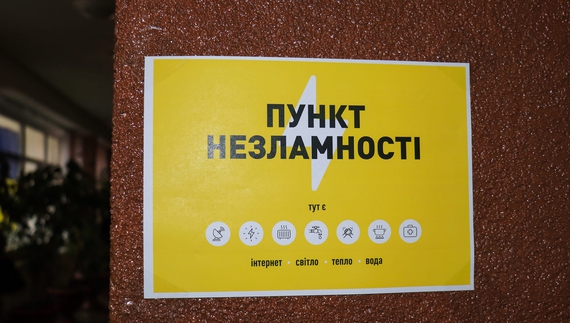 ПУНКТ
НЕЗЛАМНОСТІ
тут є
інтернет • світло • тепло • вода